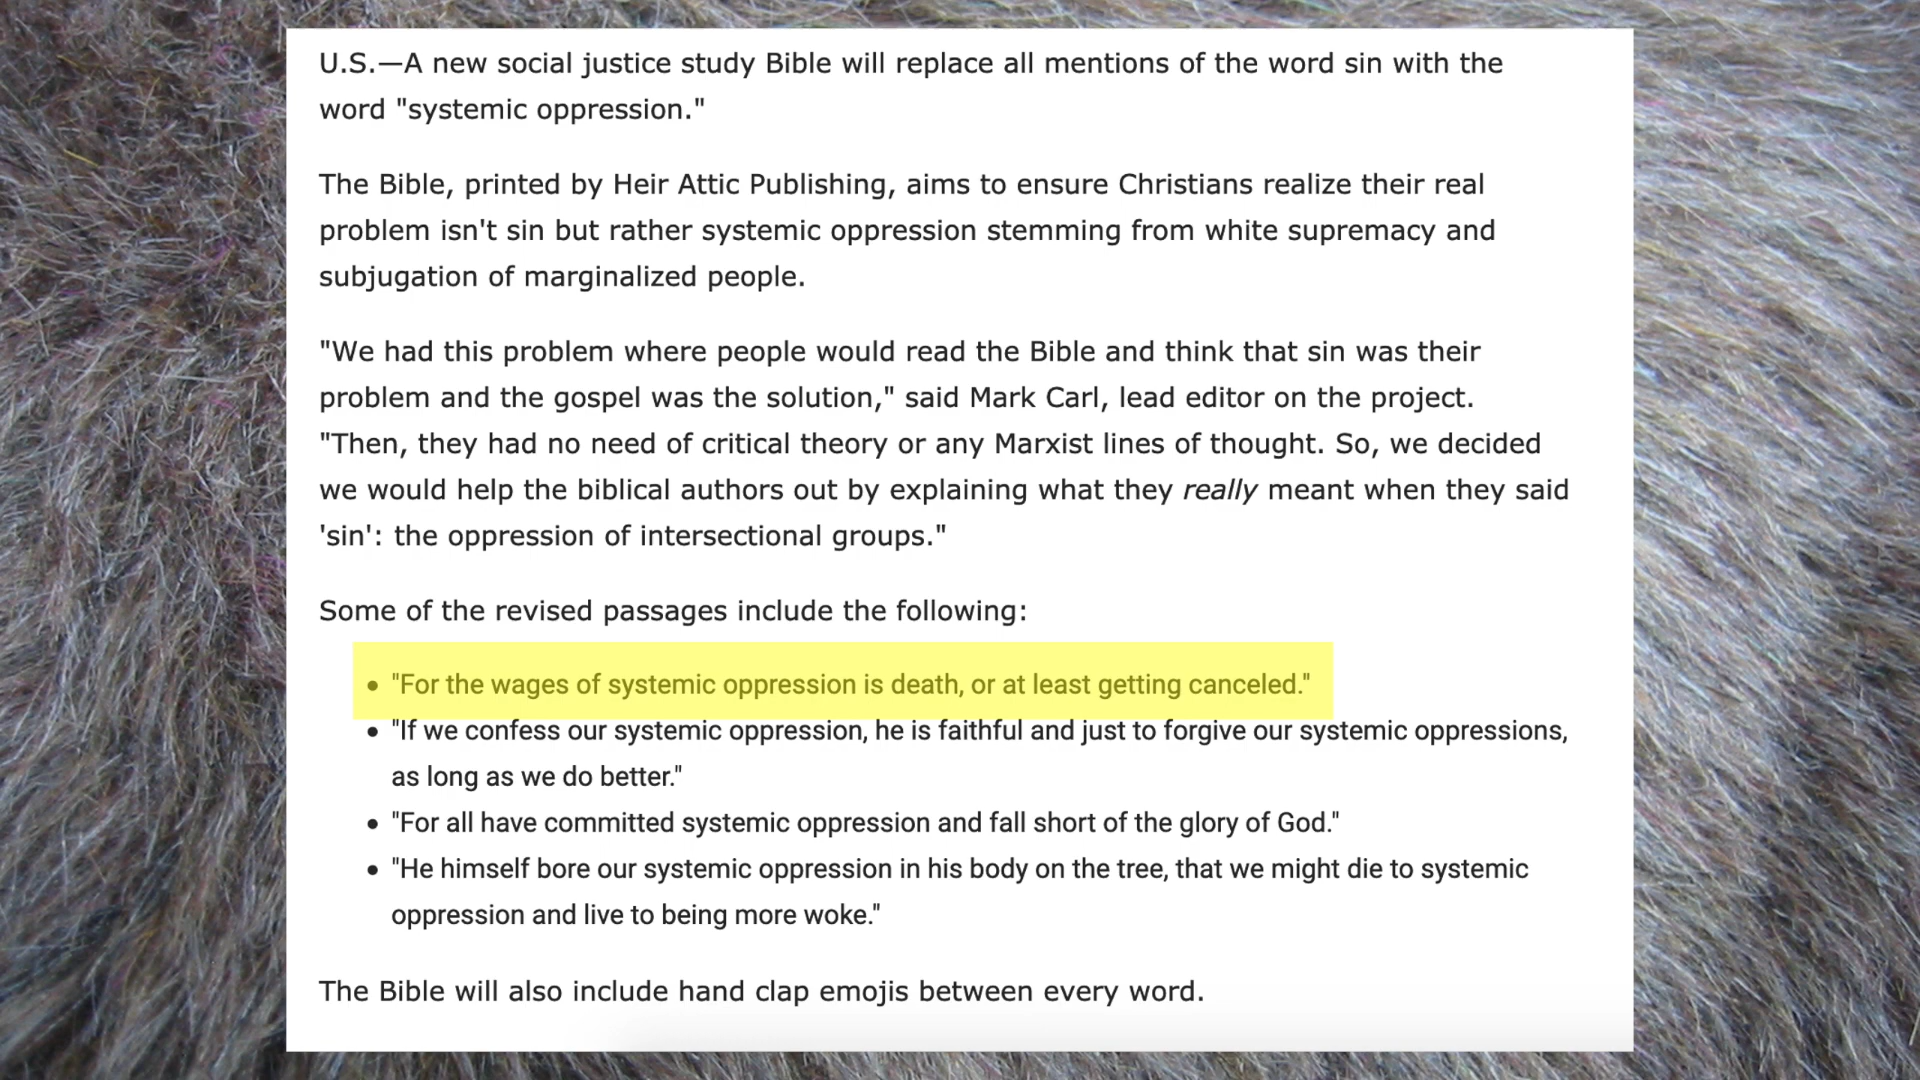 U.S.—A new social justice study Bible will replace all mentions of the word sin with the
word "systemic oppression."
The Bible, printed by Heir Attic Publishing, aims to ensure Christians realize their real
problem isn't sin but rather systemic oppression stemming from white supremacy and
subjugation of marginalized people.
"We had this problem where people would read the Bible and think that sin was their
problem and the gospel was the solution," said Mark Carl, lead editor on the project.
"Then, they had no need of critical theory or any Marxist lines of thought. So, we decided
we would help the biblical authors out by explaining what they really meant when they said
'sin': the oppression of intersectional groups."
Some of the revised passages include the following:
• "For the wages of systemic oppression is death, or at least getting canceled."
• "If we confess our systemic oppression, he is faithful and just to forgive our systemic oppressions,
as long as we do better."
• "For all have committed systemic oppression and fall short of the glory of God."
• "He himself bore our systemic oppression in his body on the tree, that we might die to systemic
oppression and live to being more woke."
The Bible will also include hand clap emojis between every word.